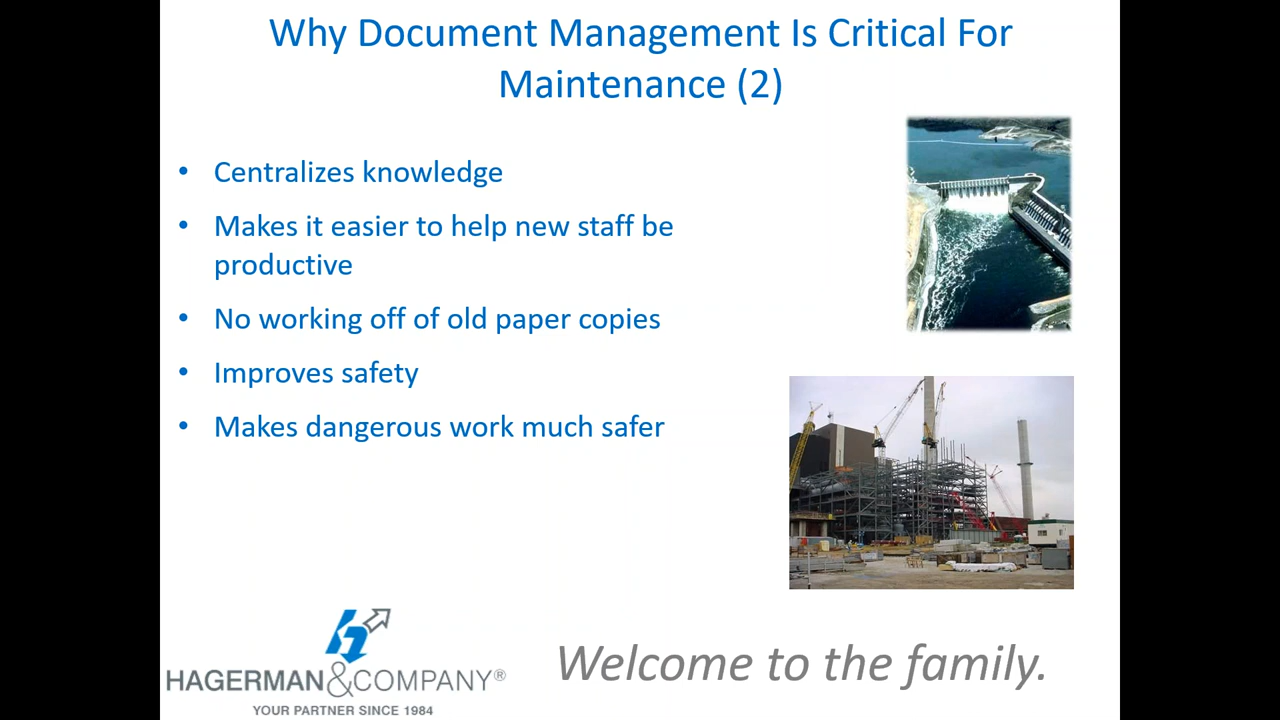 Why Document Management Is Critical For
Maintenance (2)
• Centralizes knowledge
• Makes it easier to help new staff be
productive
• No working off of old paper copies
• Improves safety
• Makes dangerous work much safer
HAGERMAN&COMPANY®
YOUR PARTNER SINCE 1984
Welcome to the family.